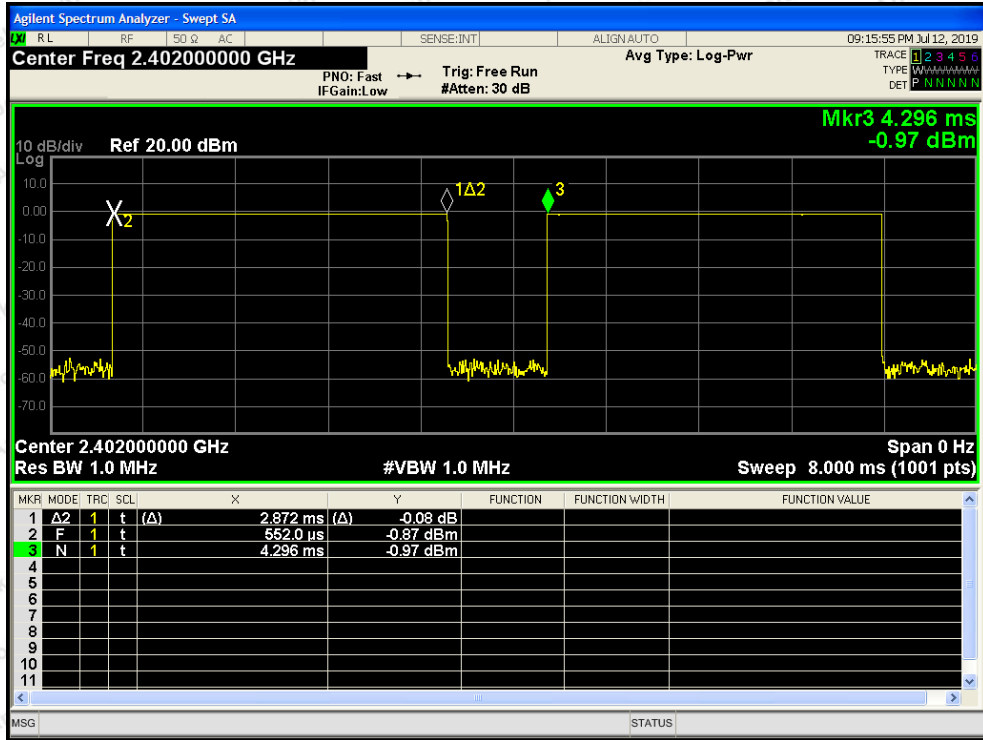 Agilent Spectrum Analyzer - Swept SA
LXI RL RF 50 Ω AC SENSE:INT ALIGN AUTO 09:15:55 PM Jul 12, 2019
Center Freq 2.402000000 GHz
PNO: Fast
IFGain:Low
Trig: Free Run
#Atten: 30 dB
Avg Type: Log-Pwr
TRACE 1 2 3 4 5 6
TYPE WWWWWW
DET P N N N N N
Mkr3 4.296 ms
-0.97 dBm
10 dB/div Ref 20.00 dBm
Log
10.0
0.00
-10.0
-20.0
-30.0
-40.0
-50.0
-60.0
-70.0
X2
1Δ2
3
Center 2.402000000 GHz Span 0 Hz
Res BW 1.0 MHz #VBW 1.0 MHz Sweep 8.000 ms (1001 pts)
MKR MODE TRC SCL X Y FUNCTION FUNCTION WIDTH FUNCTION VALUE
1 Δ2 1 t (Δ) 2.872 ms (Δ) -0.08 dB
2 F 1 t 552.0 µs -0.87 dBm
3 N 1 t 4.296 ms -0.97 dBm
4
5
6
7
8
9
10
11
MSG STATUS